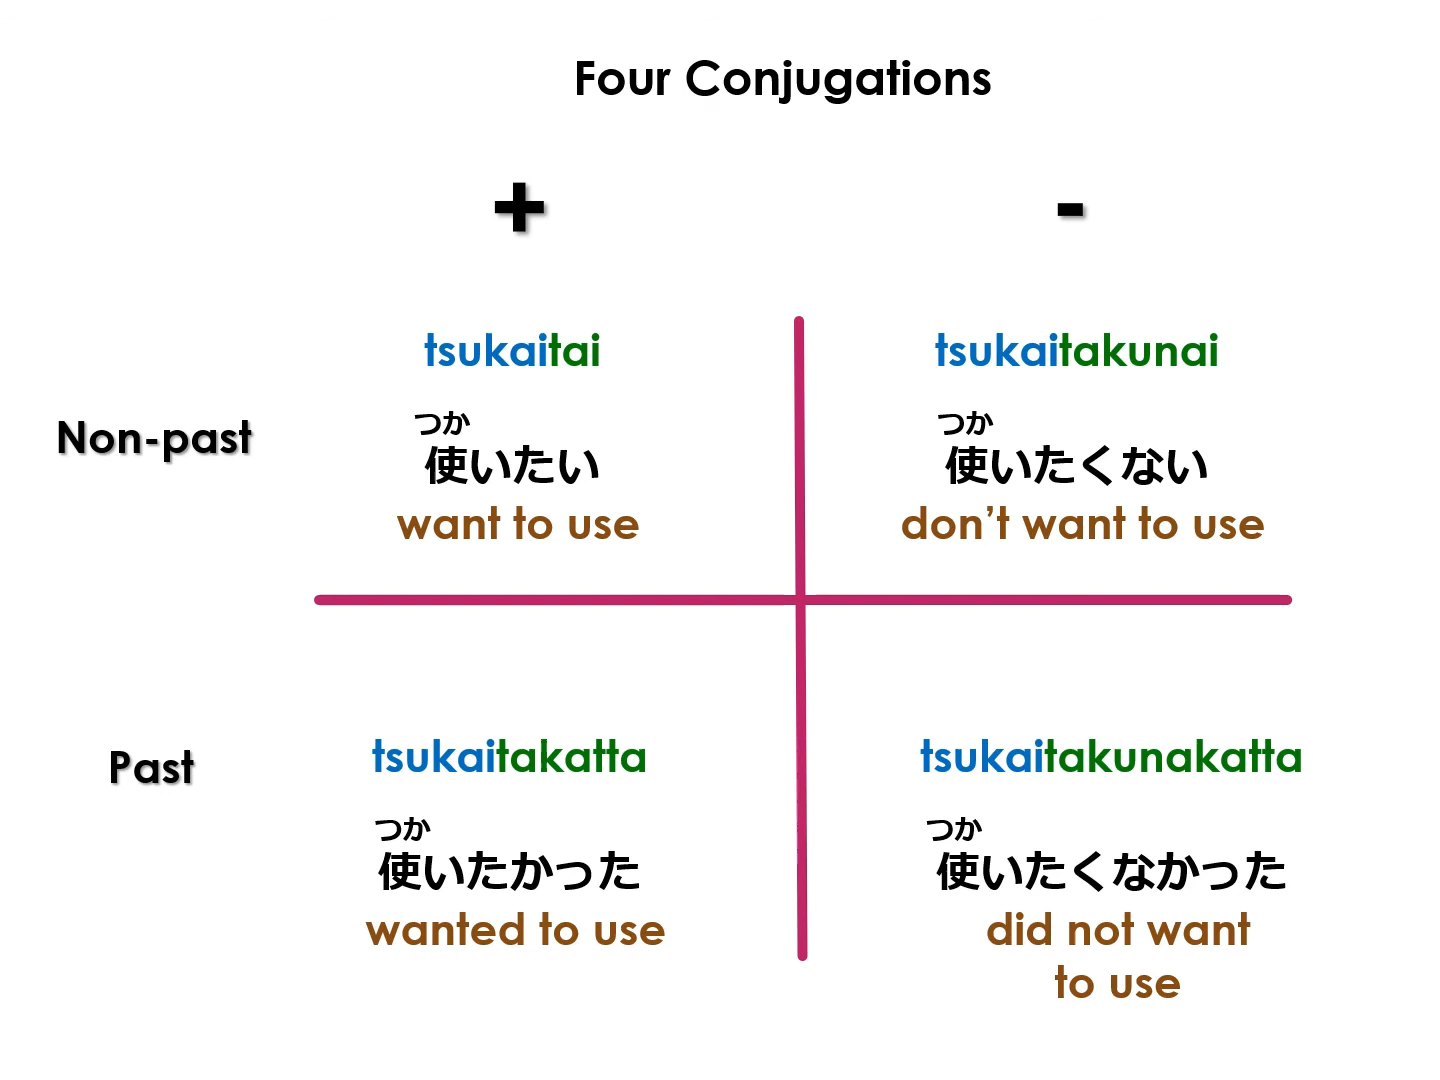 Four Conjugations
+ -
Non-past
tsukaitai
つか
使いたい
want to use
tsukaitakunai
つか
使いたくない
don’t want to use
Past
tsukaitakatta
つか
使いたかった
wanted to use
tsukaitakunakatta
つか
使いたくなかった
did not want
to use